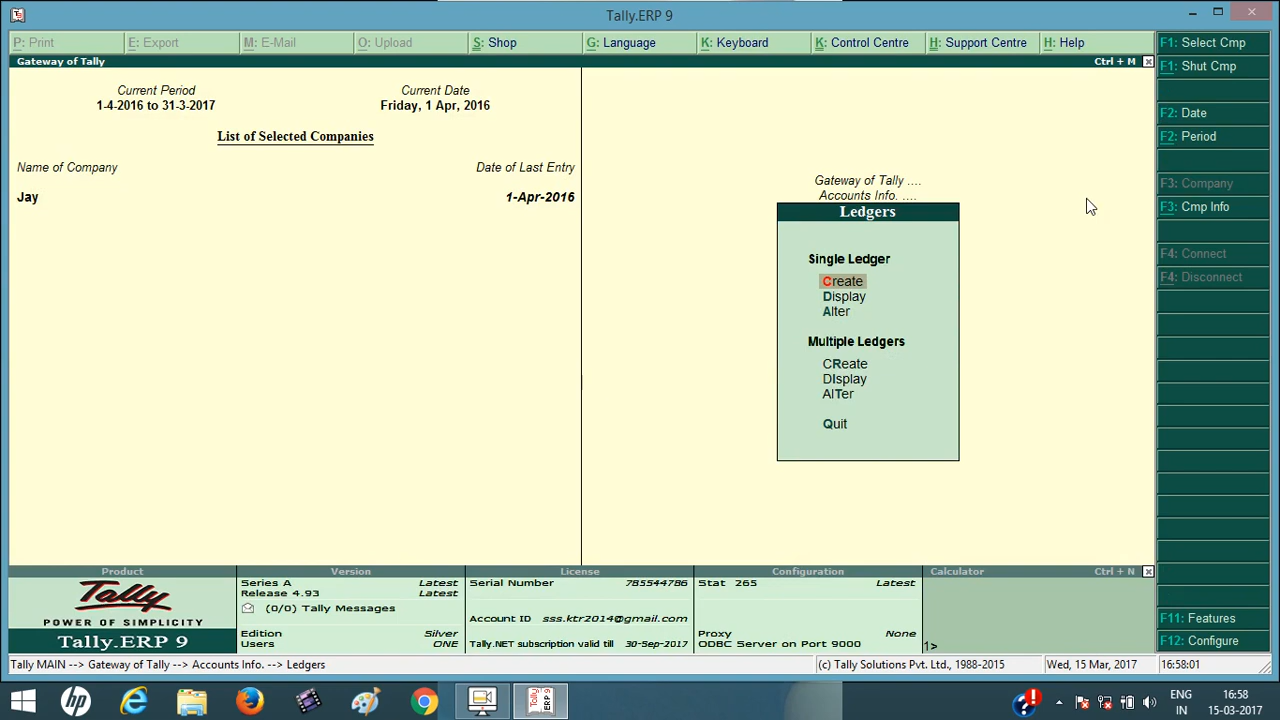 Tally.ERP 9
P: Print
E: Export
M: E-Mail
O: Upload
S: Shop
G: Language
K: Keyboard
K: Control Centre
H: Support Centre
H: Help
F1: Select Cmp
F1: Shut Cmp
F2: Date
F2: Period
F3: Company
F3: Cmp Info
F4: Connect
F4: Disconnect
F11: Features
F12: Configure
Gateway of Tally
Ctrl + M
Current Period
1-4-2016 to 31-3-2017
Current Date
Friday, 1 Apr, 2016
List of Selected Companies
Name of Company
Date of Last Entry
Jay
1-Apr-2016
Gateway of Tally ....
Accounts Info. ....
Ledgers
Single Ledger
Create
Display
Alter
Multiple Ledgers
CReate
DIsplay
AlTer
Quit
Product
Tally
POWER OF SIMPLICITY
Tally.ERP 9
Version
Series A Latest
Release 4.93 Latest
(0/0) Tally Messages
Edition Silver
Users ONE
License
Serial Number 785544786
Account ID sss.ktr2014@gmail.com
Tally.NET subscription valid till 30-Sep-2017
Configuration
Stat 265 Latest
Proxy None
ODBC Server on Port 9000
Calculator Ctrl + N
1>
Tally MAIN --> Gateway of Tally --> Accounts Info. --> Ledgers
(c) Tally Solutions Pvt. Ltd., 1988-2015
Wed, 15 Mar, 2017
16:58:01
ENG
IN
16:58
15-03-2017